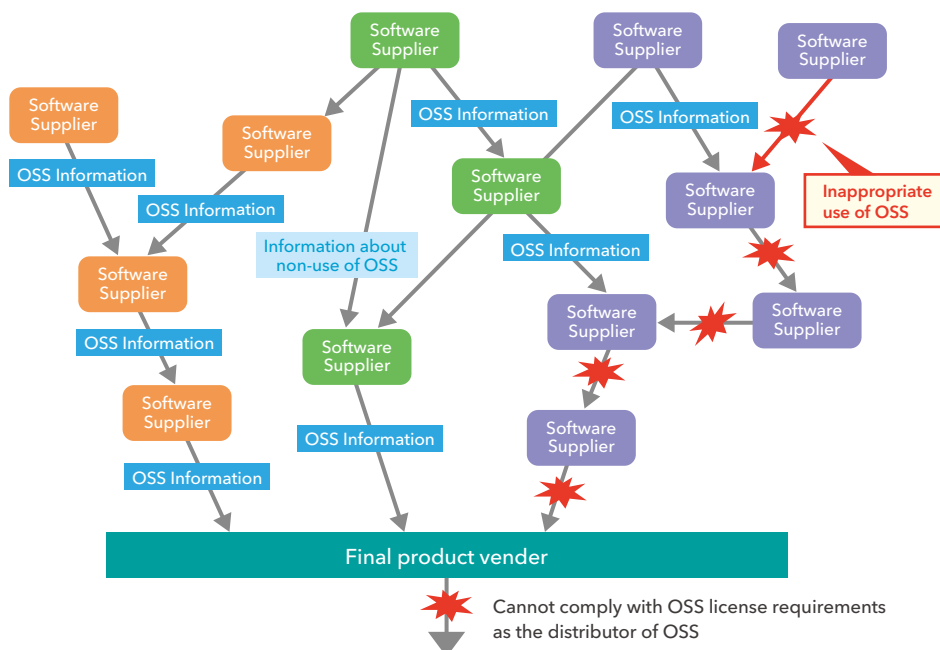 Software
Supplier
Software
Supplier
Software
Supplier
Software
Supplier
OSS Information
OSS Information
Software
Supplier
OSS Information
Software
Supplier
Software
Supplier
Inappropriate
use of OSS
OSS Information
Information about
non-use of OSS
OSS Information
Software
Supplier
Software
Supplier
Software
Supplier
OSS Information
Software
Supplier
Software
Supplier
OSS Information
Software
Supplier
OSS Information
Final product vender
Cannot comply with OSS license requirements
as the distributor of OSS